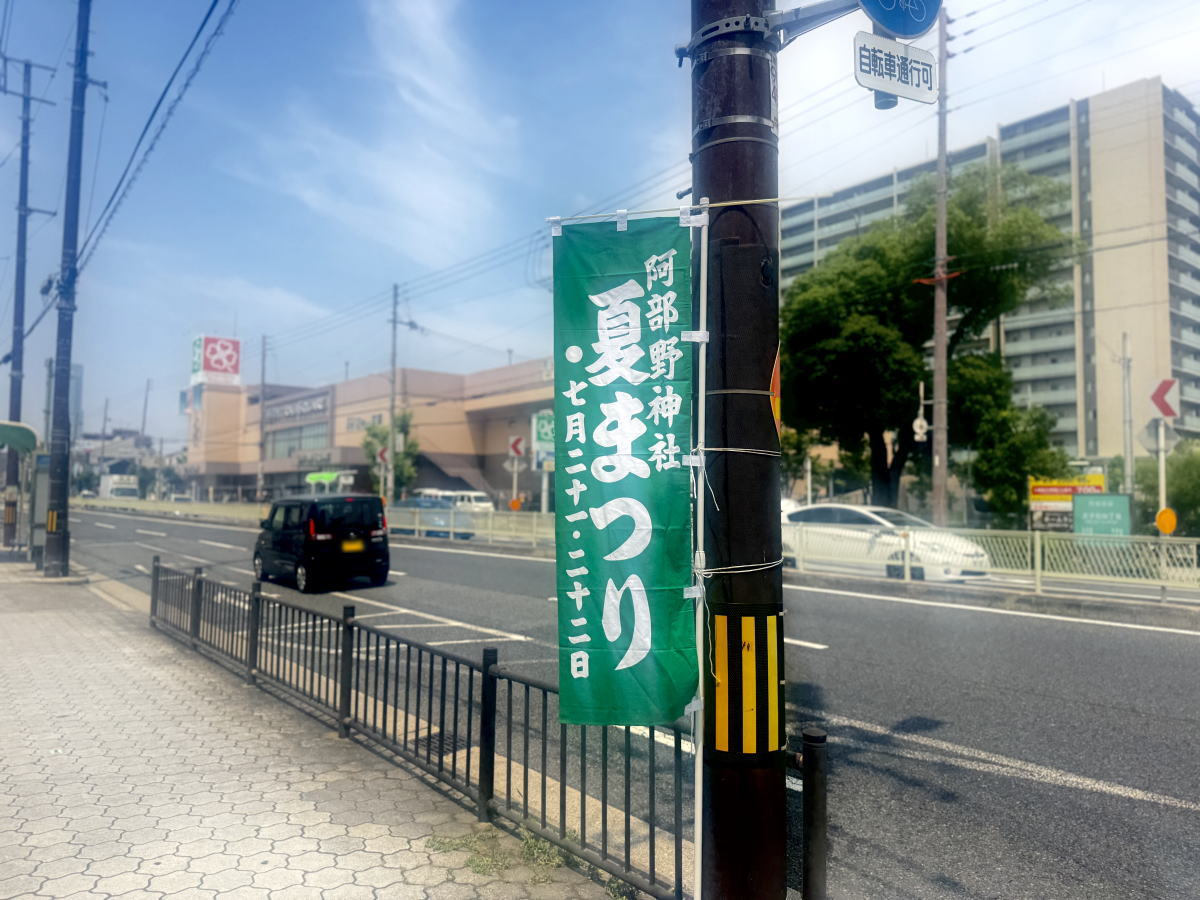 自転車通行可
阿部野神社
夏まつり
●七月二十一・二十二日